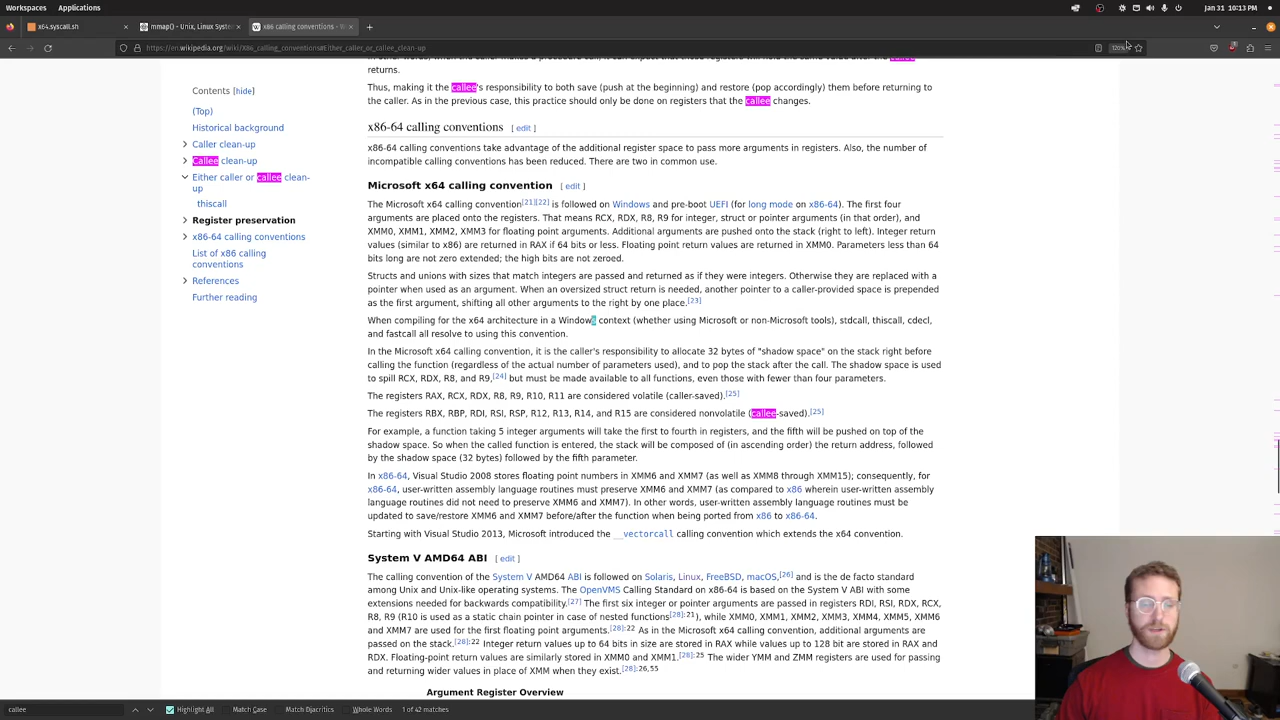 Workspaces Applications
Jan 31 10:13 PM
x64.syscall.sh
mmap() - Unix, Linux Syste
x86 calling conventions - W
https://en.wikipedia.org/wiki/X86_calling_conventions#Either_caller_or_callee_clean-up
120%
returns.
Thus, making it the callee's responsibility to both save (push at the beginning) and restore (pop accordingly) them before returning to
the caller. As in the previous case, this practice should only be done on registers that the callee changes.
Contents [hide]
(Top)
Historical background
Caller clean-up
Callee clean-up
Either caller or callee clean-
up
thiscall
Register preservation
x86-64 calling conventions
List of x86 calling
conventions
References
Further reading
x86-64 calling conventions [ edit ]
x86-64 calling conventions take advantage of the additional register space to pass more arguments in registers. Also, the number of
incompatible calling conventions has been reduced. There are two in common use.
Microsoft x64 calling convention [ edit ]
The Microsoft x64 calling convention[21][22] is followed on Windows and pre-boot UEFI (for long mode on x86-64). The first four
arguments are placed onto the registers. That means RCX, RDX, R8, R9 for integer, struct or pointer arguments (in that order), and
XMM0, XMM1, XMM2, XMM3 for floating point arguments. Additional arguments are pushed onto the stack (right to left). Integer return
values (similar to x86) are returned in RAX if 64 bits or less. Floating point return values are returned in XMM0. Parameters less than 64
bits long are not zero extended; the high bits are not zeroed.
Structs and unions with sizes that match integers are passed and returned as if they were integers. Otherwise they are replaced with a
pointer when used as an argument. When an oversized struct return is needed, another pointer to a caller-provided space is prepended
as the first argument, shifting all other arguments to the right by one place.[23]
When compiling for the x64 architecture in a Windows context (whether using Microsoft or non-Microsoft tools), stdcall, thiscall, cdecl,
and fastcall all resolve to using this convention.
In the Microsoft x64 calling convention, it is the caller's responsibility to allocate 32 bytes of "shadow space" on the stack right before
calling the function (regardless of the actual number of parameters used), and to pop the stack after the call. The shadow space is used
to spill RCX, RDX, R8, and R9,[24] but must be made available to all functions, even those with fewer than four parameters.
The registers RAX, RCX, RDX, R8, R9, R10, R11 are considered volatile (caller-saved).[25]
The registers RBX, RBP, RDI, RSI, RSP, R12, R13, R14, and R15 are considered nonvolatile (callee-saved).[25]
For example, a function taking 5 integer arguments will take the first to fourth in registers, and the fifth will be pushed on top of the
shadow space. So when the called function is entered, the stack will be composed of (in ascending order) the return address, followed
by the shadow space (32 bytes) followed by the fifth parameter.
In x86-64, Visual Studio 2008 stores floating point numbers in XMM6 and XMM7 (as well as XMM8 through XMM15); consequently, for
x86-64, user-written assembly language routines must preserve XMM6 and XMM7 (as compared to x86 wherein user-written assembly
language routines did not need to preserve XMM6 and XMM7). In other words, user-written assembly language routines must be
updated to save/restore XMM6 and XMM7 before/after the function when being ported from x86 to x86-64.
Starting with Visual Studio 2013, Microsoft introduced the __vectorcall calling convention which extends the x64 convention.
System V AMD64 ABI [ edit ]
The calling convention of the System V AMD64 ABI is followed on Solaris, Linux, FreeBSD, macOS,[26] and is the de facto standard
among Unix and Unix-like operating systems. The OpenVMS Calling Standard on x86-64 is based on the System V ABI with some
extensions needed for backwards compatibility.[27] The first six integer or pointer arguments are passed in registers RDI, RSI, RDX, RCX,
R8, R9 (R10 is used as a static chain pointer in case of nested functions[28]:21), while XMM0, XMM1, XMM2, XMM3, XMM4, XMM5, XMM6
and XMM7 are used for the first floating point arguments.[28]:22 As in the Microsoft x64 calling convention, additional arguments are
passed on the stack.[28]:22 Integer return values up to 64 bits in size are stored in RAX while values up to 128 bit are stored in RAX and
RDX. Floating-point return values are similarly stored in XMM0 and XMM1.[28]:25 The wider YMM and ZMM registers are used for passing
and returning wider values in place of XMM when they exist.[28]:26,55
Argument Register Overview
callee
Highlight All Match Case Match Diacritics Whole Words 1 of 42 matches